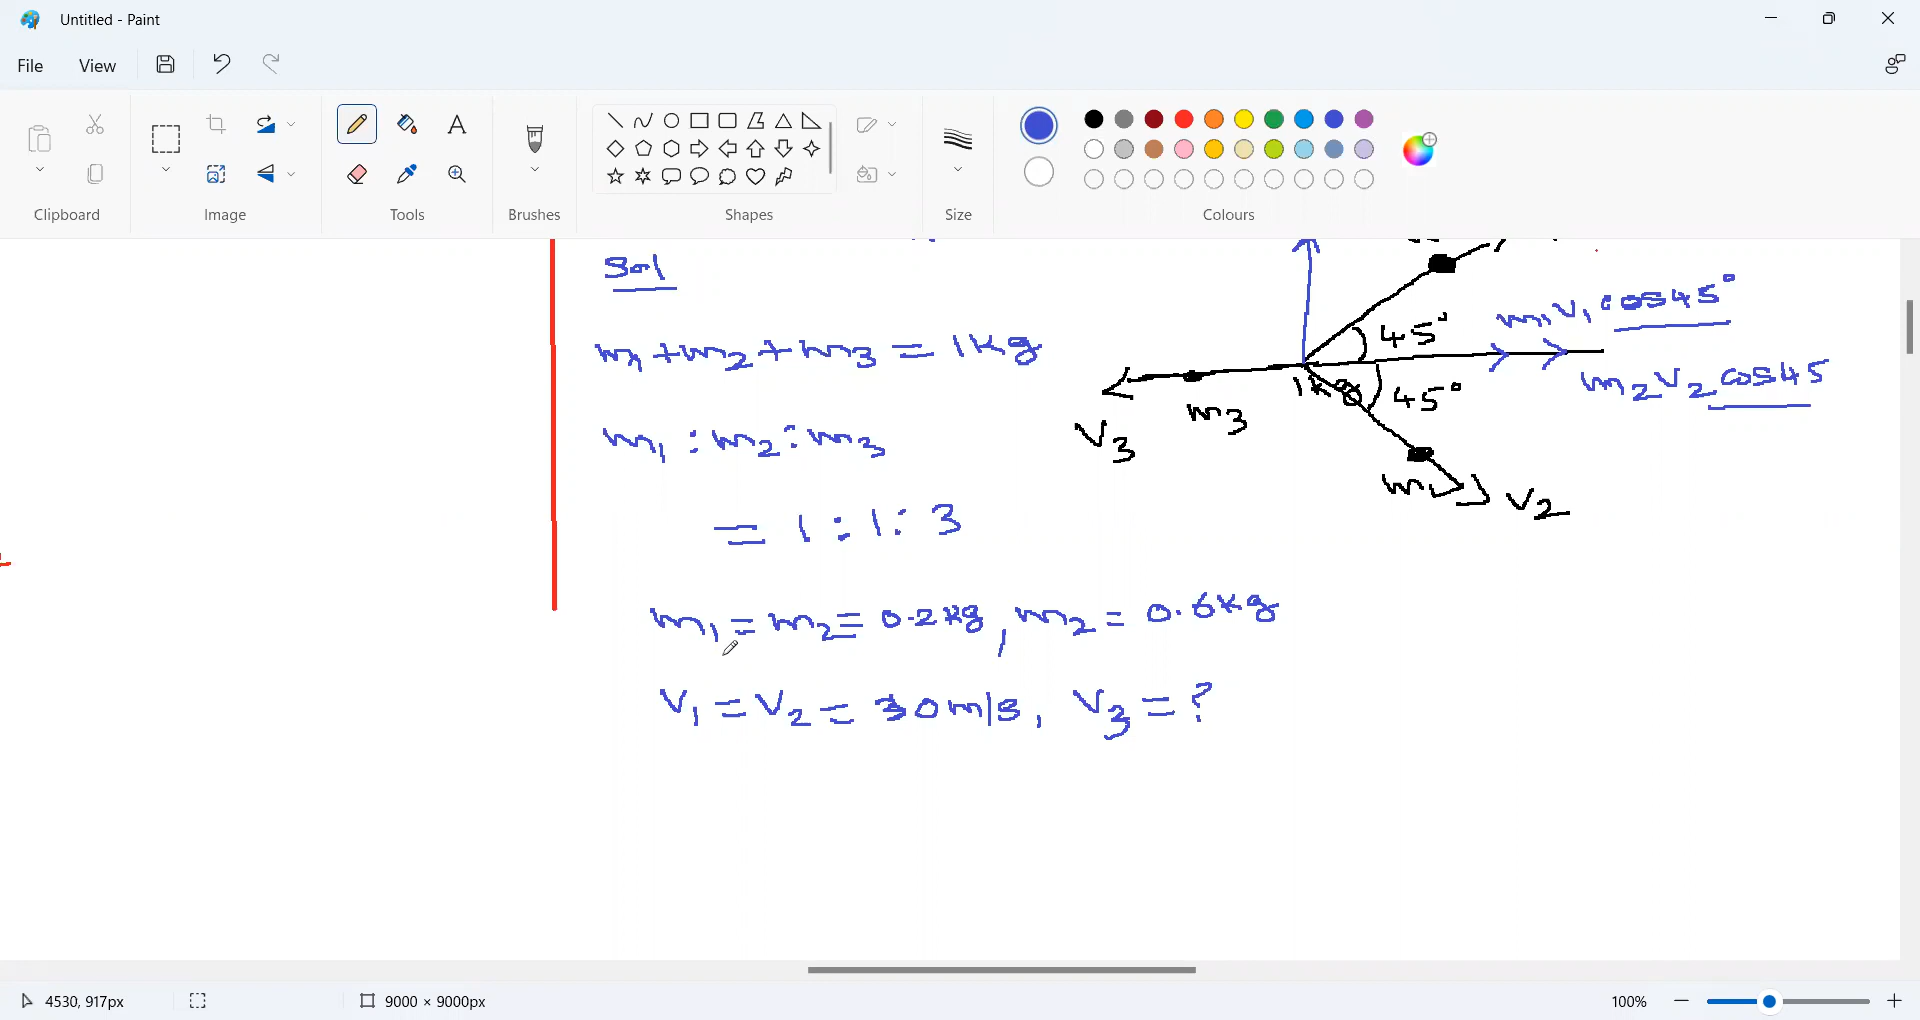 Untitled - Paint
File View
Clipboard Image Tools Brushes Shapes Size Colours
Sol
m1 + m2 + m3 = 1kg
m1 : m2 : m3
= 1 : 1 : 3
m1 = m2 = 0.2kg, m2 = 0.6kg
V1 = V2 = 30m/s, V3 = ?
m1V1 cos45°
45°
m2V2 cos45
1kg
45°
m3
V3
m
V2
4530, 917px 9000 × 9000px 100%